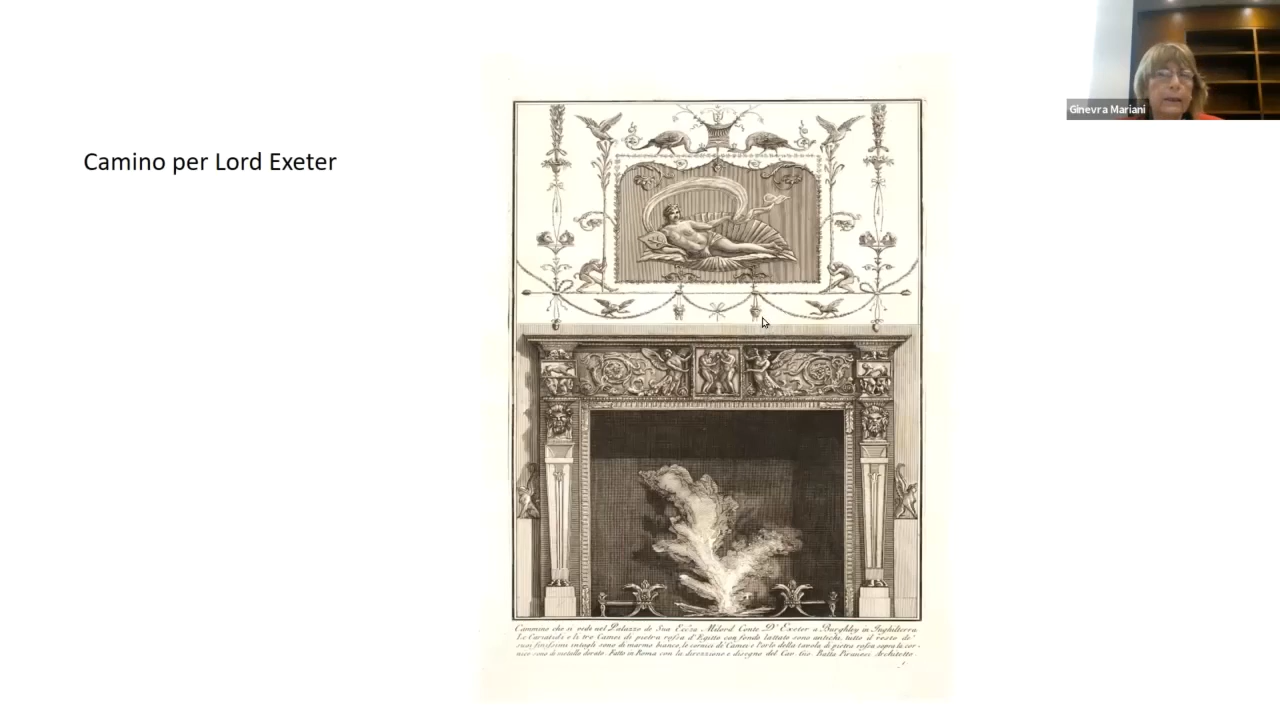 Camino per Lord Exeter
Ginevra Mariani
Cammino che si vede nel Palazzo di Sua Ecc̃za Milord Conte D'Exeter a Burghley in Inghilterra
Le Cariatidi e li tre Camei di pietra rossa d'Egitto con fondo lattato sono antichi, tutto il resto de'
suoi finissimi intagli sono di marmo bianco, le cornici de' Camei e l'orlo della tavola di pietra rossa sopra la cor-
nice sono di metallo dorato. Fatto in Roma con la direzzione e disegno del Cav. Gio. Batta Piranesi Architetto.